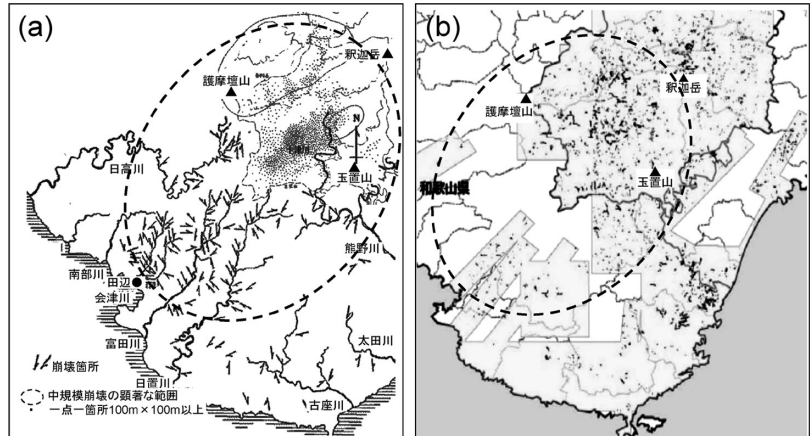 (a)
釈迦岳
護摩壇山
N
玉置山
日高川
熊野川
南部川
田辺
会津川
富田川
太田川
崩壊箇所
日置川
中規模崩壊の顕著な範囲
古座川
一点一箇所100m×100m以上
(b)
釈迦岳
護摩壇山
玉置山
和歌山県